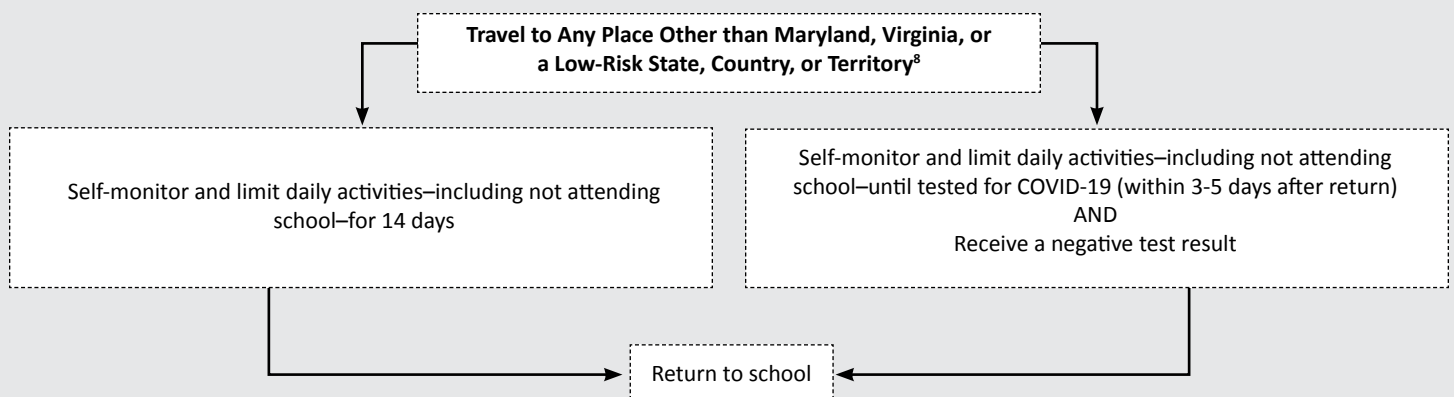 Travel to Any Place Other than Maryland, Virginia, or
a Low-Risk State, Country, or Territory⁸
Self-monitor and limit daily activities–including not attending
school–for 14 days
Self-monitor and limit daily activities–including not attending
school–until tested for COVID-19 (within 3-5 days after return)
AND
Receive a negative test result
Return to school